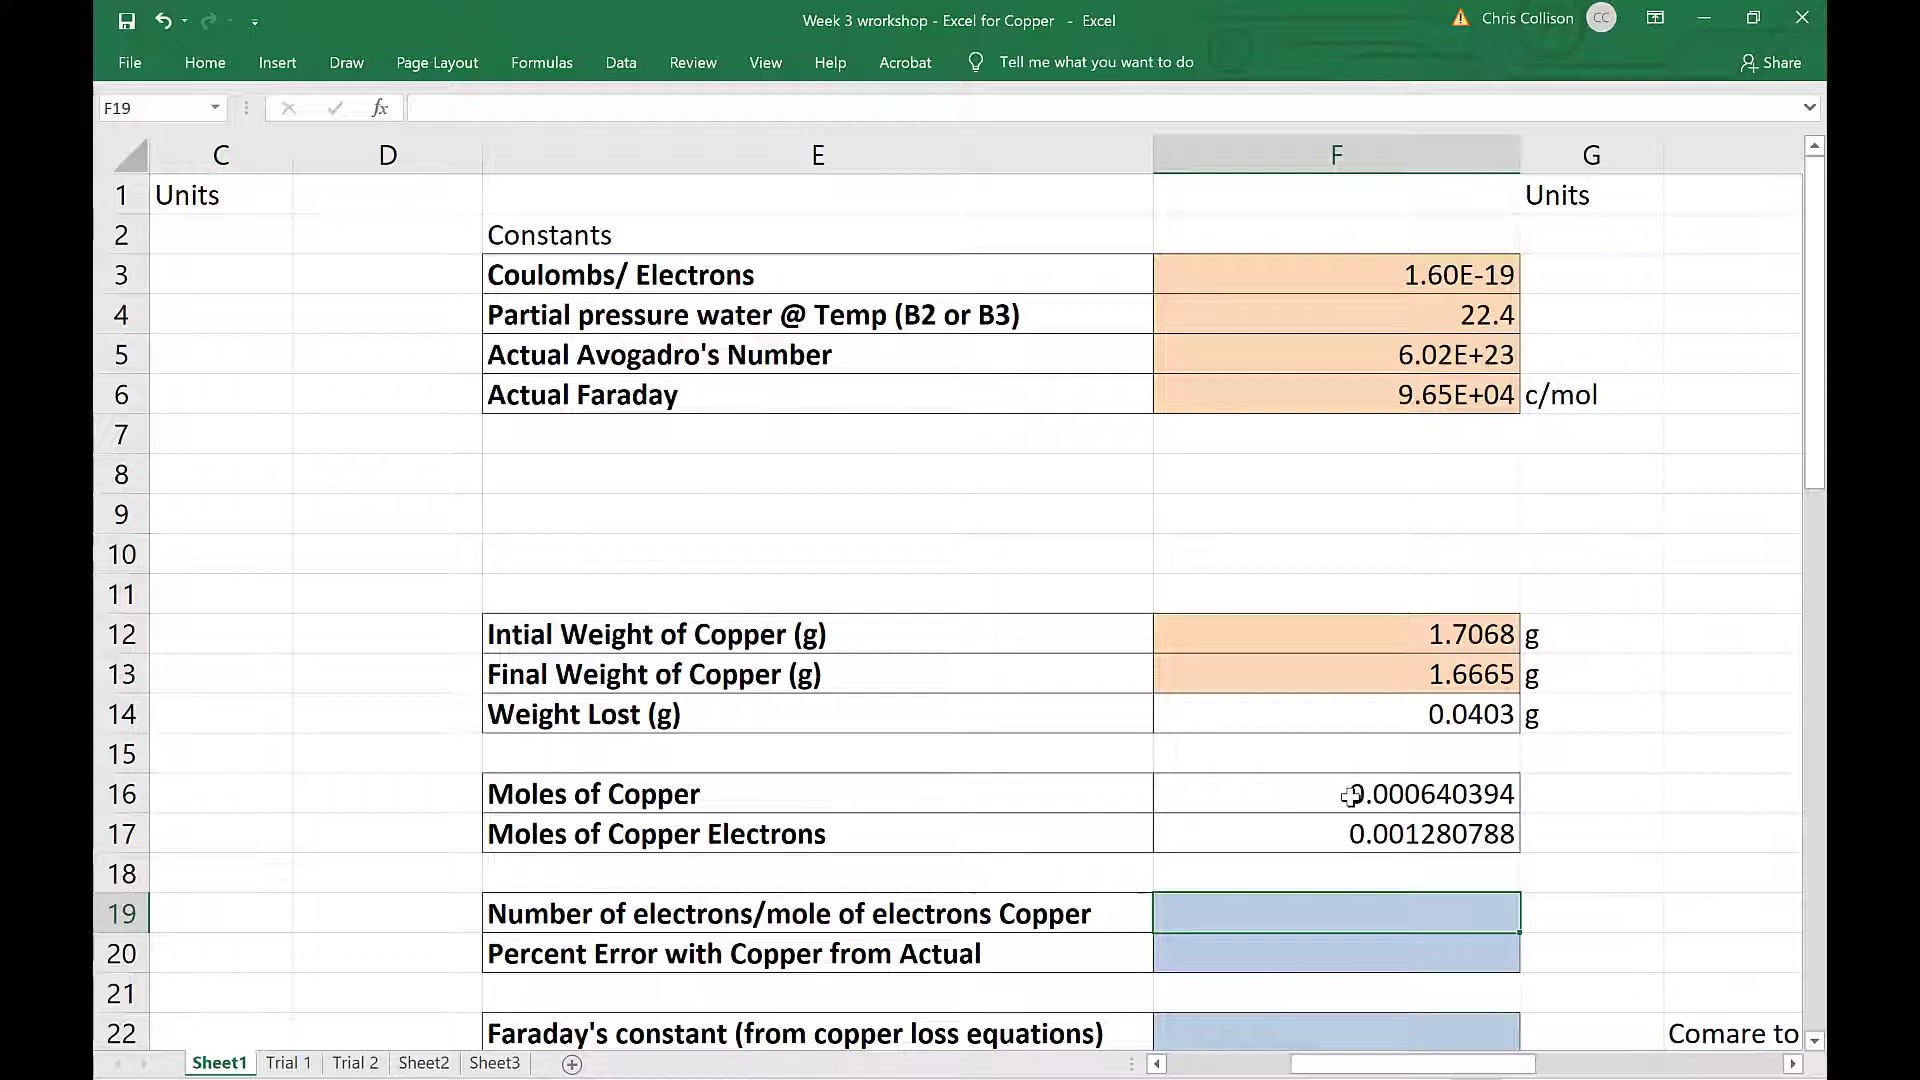 Week 3 wrokshop - Excel for Copper - Excel
Chris Collison CC
File Home Insert Draw Page Layout Formulas Data Review View Help Acrobat Tell me what you want to do Share
F19 fx
C D E F G
1 Units Units
2 Constants
3 Coulombs/ Electrons 1.60E-19
4 Partial pressure water @ Temp (B2 or B3) 22.4
5 Actual Avogadro's Number 6.02E+23
6 Actual Faraday 9.65E+04 c/mol
7
8
9
10
11
12 Intial Weight of Copper (g) 1.7068 g
13 Final Weight of Copper (g) 1.6665 g
14 Weight Lost (g) 0.0403 g
15
16 Moles of Copper 0.000640394
17 Moles of Copper Electrons 0.001280788
18
19 Number of electrons/mole of electrons Copper
20 Percent Error with Copper from Actual
21
22 Faraday's constant (from copper loss equations) Comare to
Sheet1 Trial 1 Trial 2 Sheet2 Sheet3